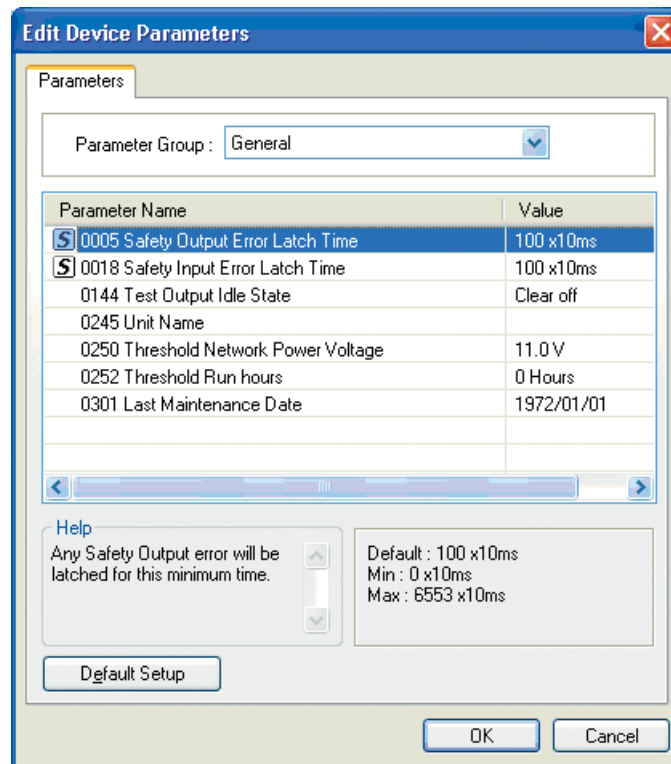 Edit Device Parameters
Parameters
Parameter Group : General
Parameter Name Value
S 0005 Safety Output Error Latch Time 100 x10ms
S 0018 Safety Input Error Latch Time 100 x10ms
0144 Test Output Idle State Clear off
0245 Unit Name
0250 Threshold Network Power Voltage 11.0 V
0252 Threshold Run hours 0 Hours
0301 Last Maintenance Date 1972/01/01
Help
Any Safety Output error will be
latched for this minimum time.
Default : 100 x10ms
Min : 0 x10ms
Max : 6553 x10ms
Default Setup
OK Cancel